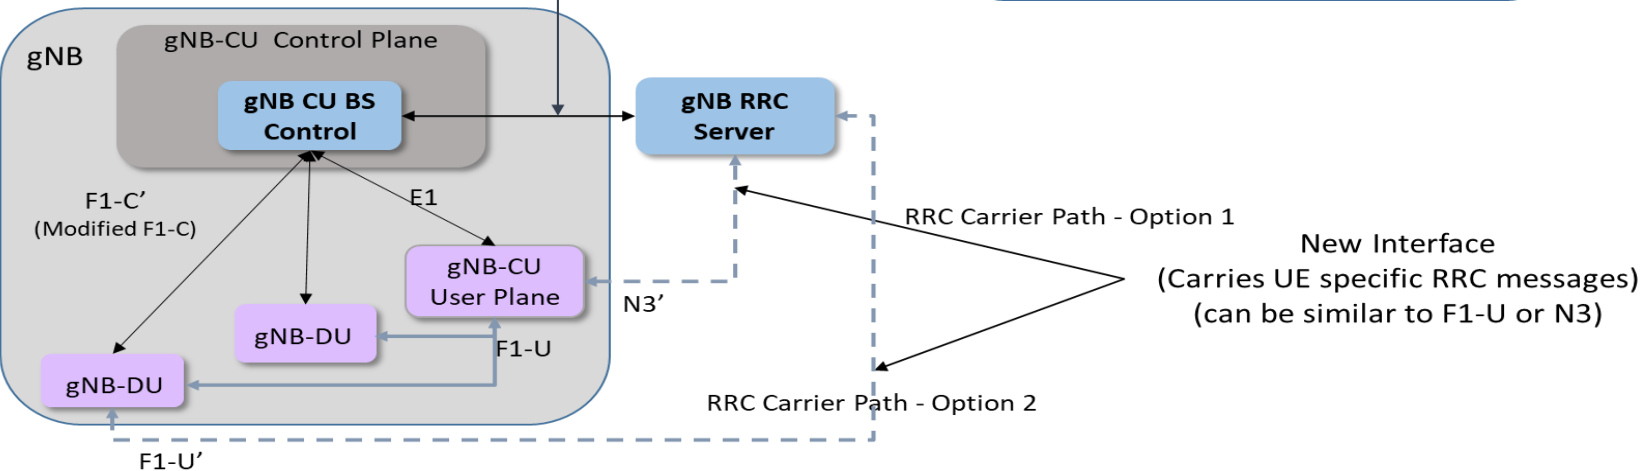 gNB-CU  Control Plane
gNB
gNB CU BS
Control
gNB RRC
Server
F1-C’
(Modified F1-C)
E1
RRC Carrier Path - Option 1
New Interface
(Carries UE specific RRC messages)
(can be similar to F1-U or N3)
gNB-CU
User Plane
N3’
gNB-DU
F1-U
gNB-DU
RRC Carrier Path - Option 2
F1-U’